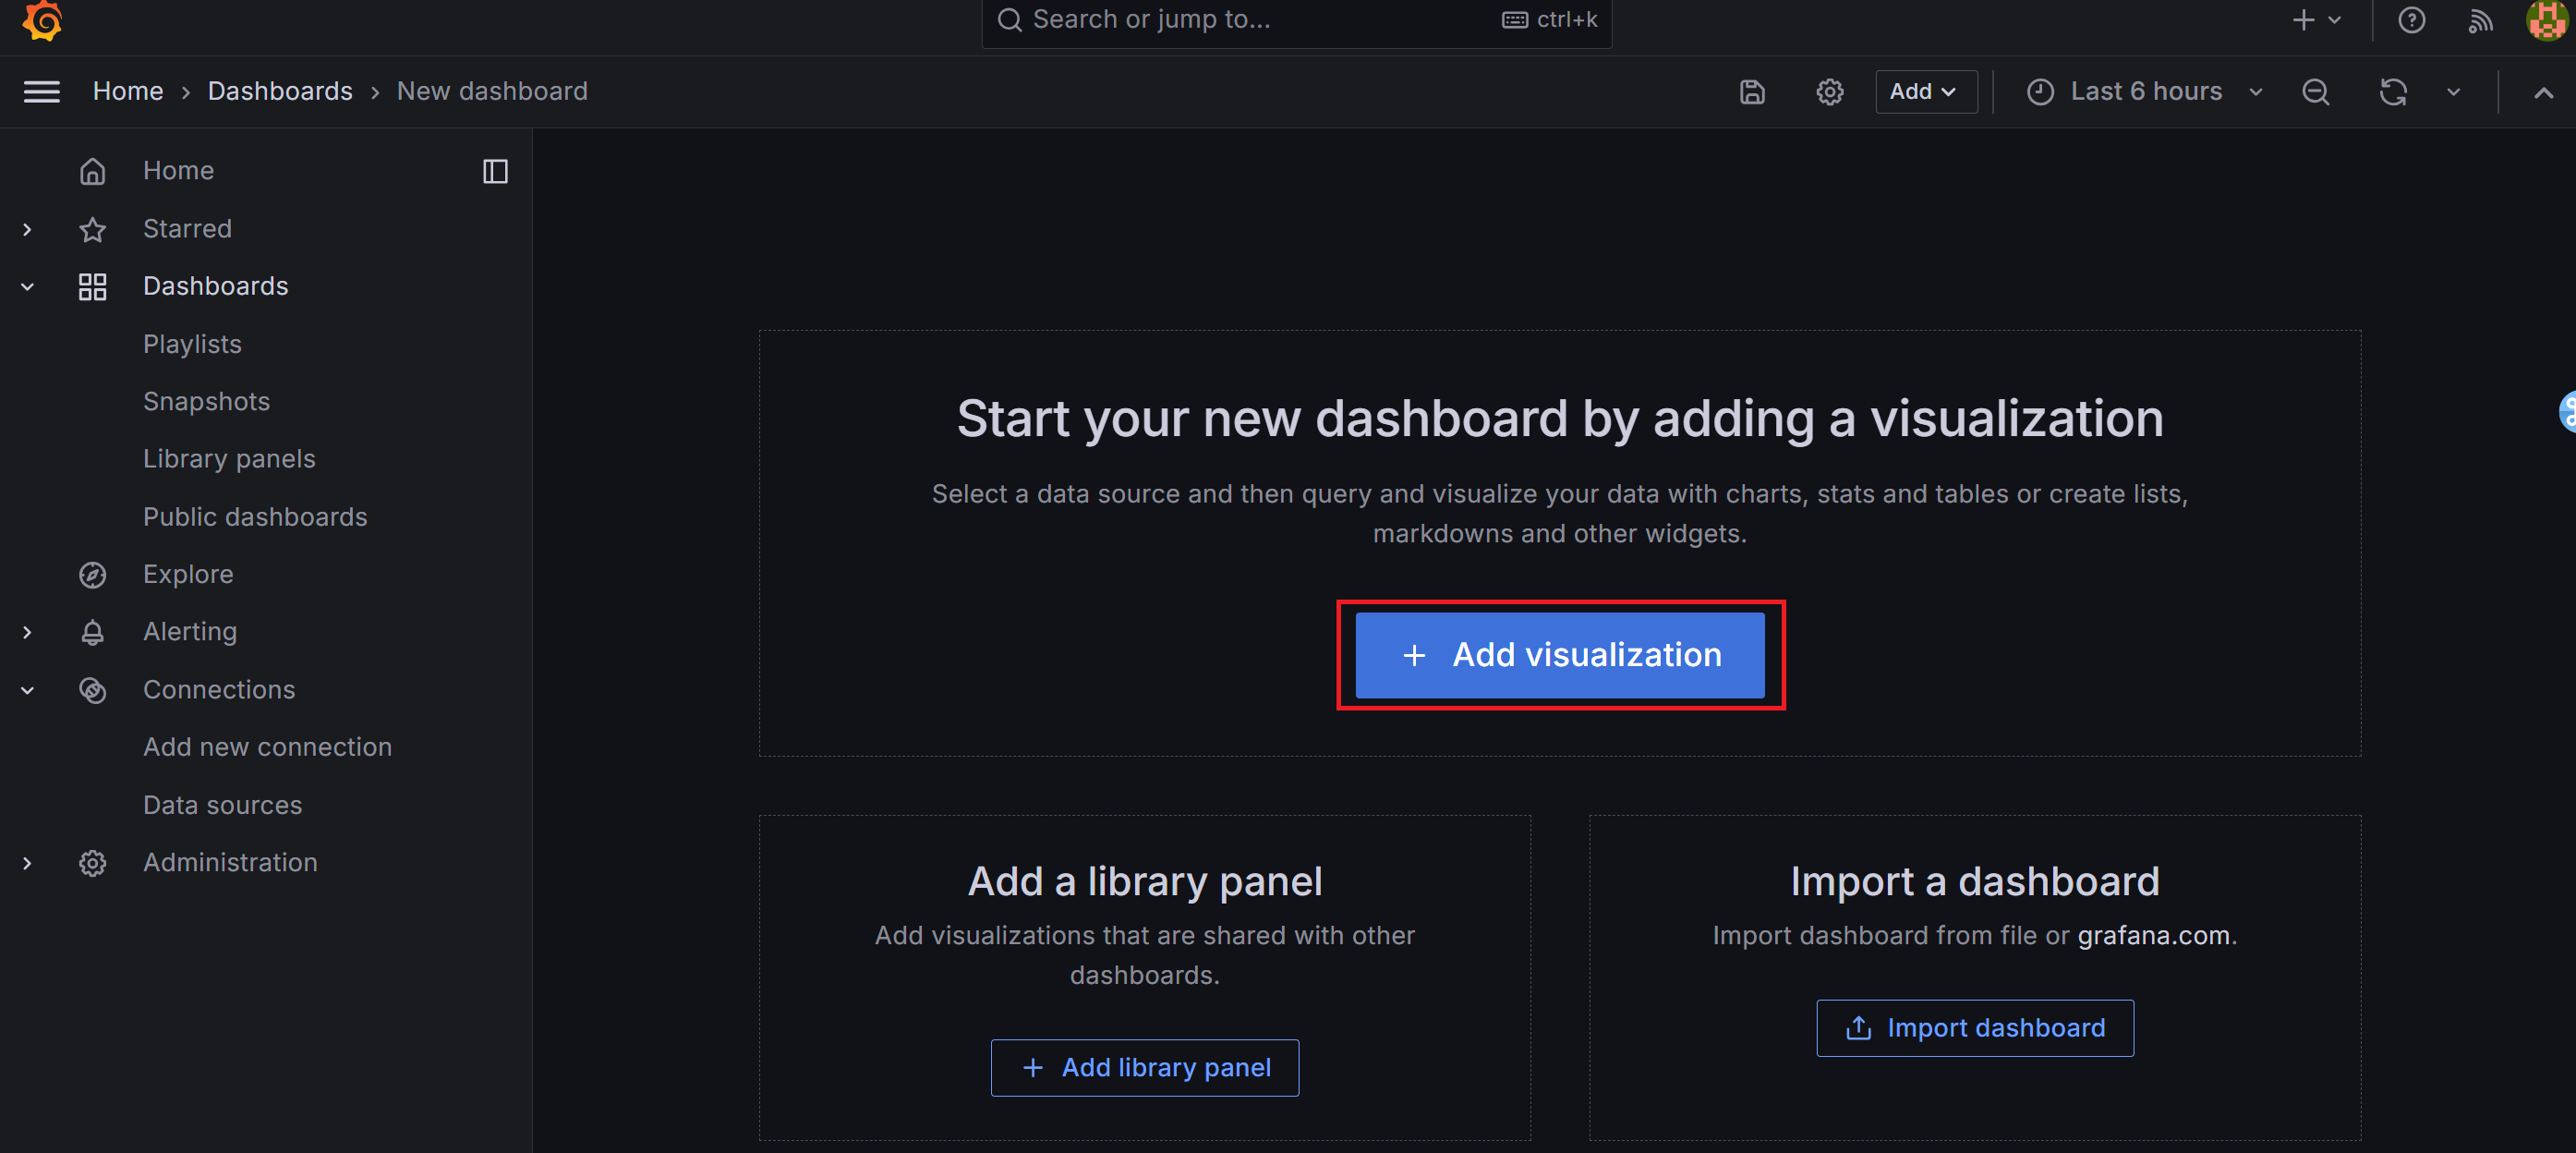 Search or jump to...
ctrl+k
Home › Dashboards › New dashboard
Add
Last 6 hours
Home
Starred
Dashboards
Playlists
Snapshots
Library panels
Public dashboards
Explore
Alerting
Connections
Add new connection
Data sources
Administration
Start your new dashboard by adding a visualization
Select a data source and then query and visualize your data with charts, stats and tables or create lists,
markdowns and other widgets.
+ Add visualization
Add a library panel
Add visualizations that are shared with other
dashboards.
+ Add library panel
Import a dashboard
Import dashboard from file or grafana.com.
Import dashboard